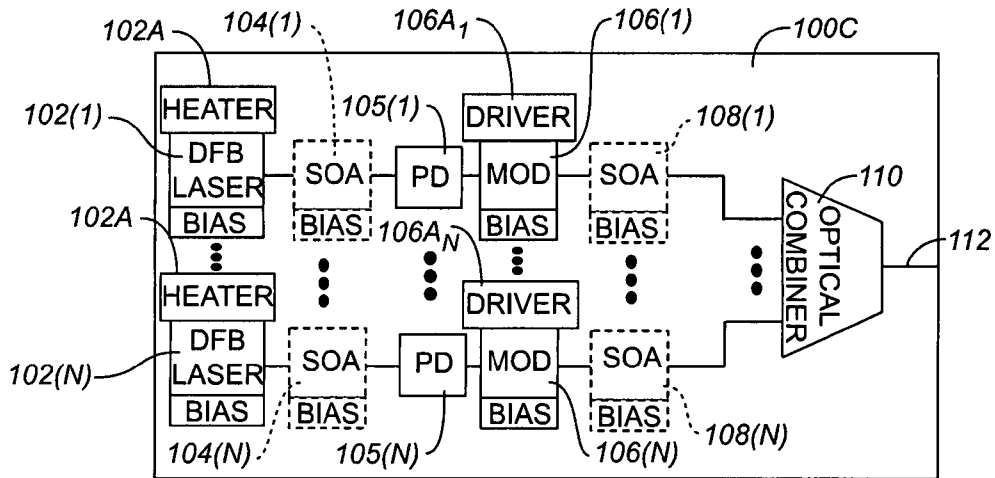 102A
104(1)
106A1
106(1)
100C
HEATER
105(1)
DRIVER
108(1)
102(1)
DFB
LASER
BIAS
SOA
BIAS
PD
MOD
BIAS
SOA
BIAS
110
OPTICAL
COMBINER
112
102A
106AN
HEATER
DRIVER
DFB
LASER
BIAS
SOA
BIAS
PD
MOD
BIAS
SOA
BIAS
102(N)
104(N)
105(N)
106(N)
108(N)